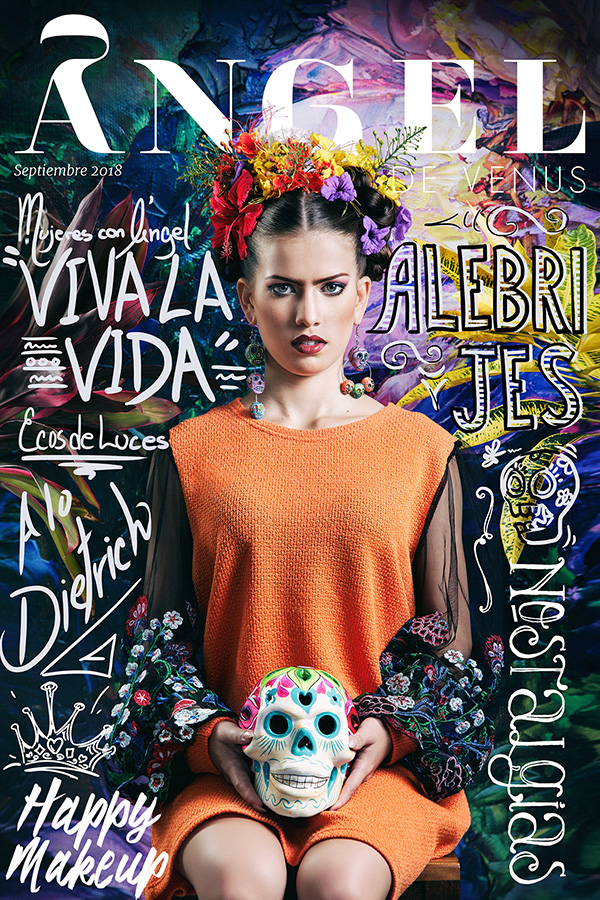 ÁNGEL
DE VENUS
Septiembre 2018
Mujeres con Ángel
"VIVA LA
VIDA"
Ecos de Luces
A lo
Dietrich
Happy
Makeup
ALEBRI
JES
Y
Nostalgias